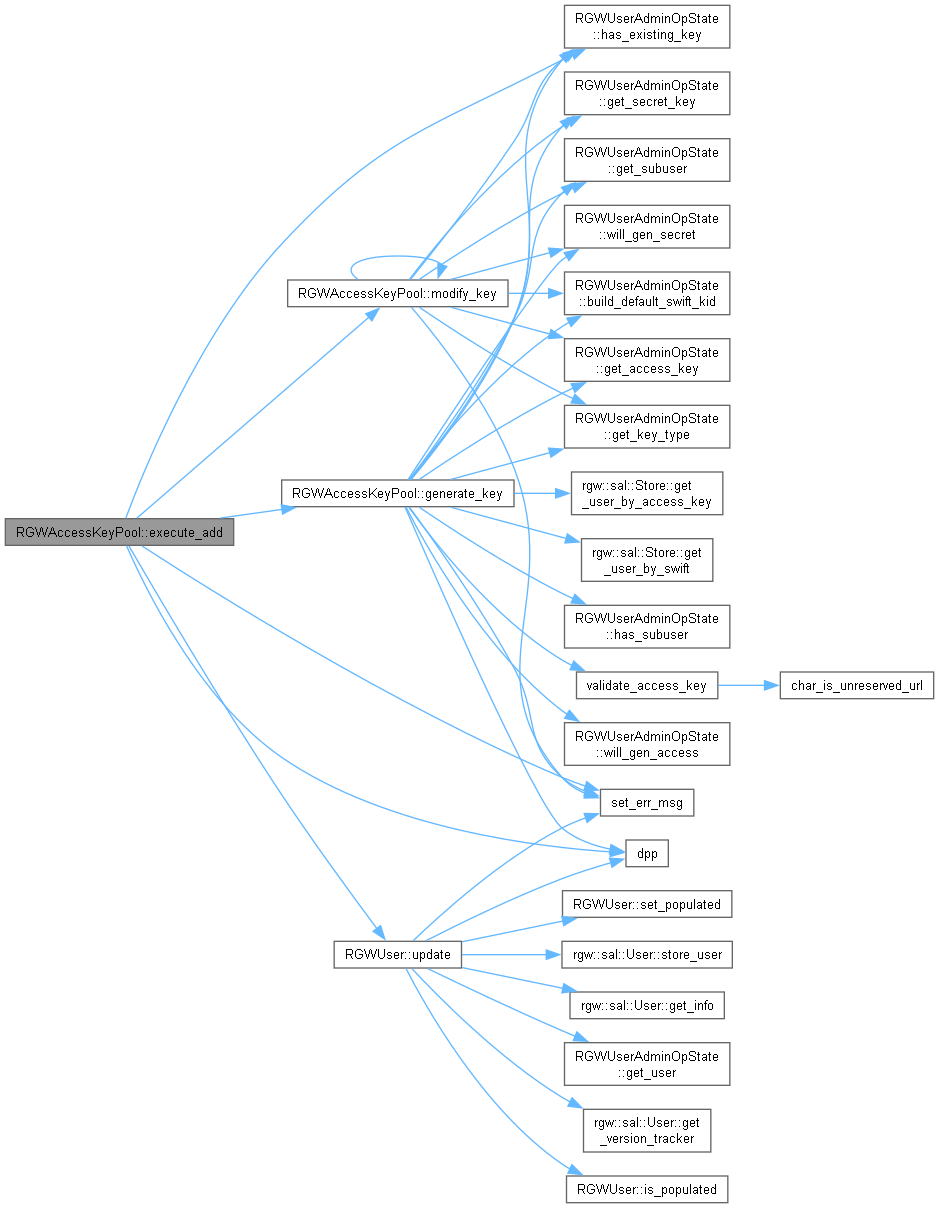 RGWUserAdminOpState
::has_existing_key
RGWUserAdminOpState
::get_secret_key
RGWUserAdminOpState
::get_subuser
RGWUserAdminOpState
::will_gen_secret
RGWAccessKeyPool::modify_key
RGWUserAdminOpState
::build_default_swift_kid
RGWUserAdminOpState
::get_access_key
RGWUserAdminOpState
::get_key_type
RGWAccessKeyPool::generate_key
rgw::sal::Store::get
_user_by_access_key
RGWAccessKeyPool::execute_add
rgw::sal::Store::get
_user_by_swift
RGWUserAdminOpState
::has_subuser
validate_access_key
char_is_unreserved_url
RGWUserAdminOpState
::will_gen_access
set_err_msg
dpp
RGWUser::set_populated
RGWUser::update
rgw::sal::User::store_user
rgw::sal::User::get_info
RGWUserAdminOpState
::get_user
rgw::sal::User::get
_version_tracker
RGWUser::is_populated